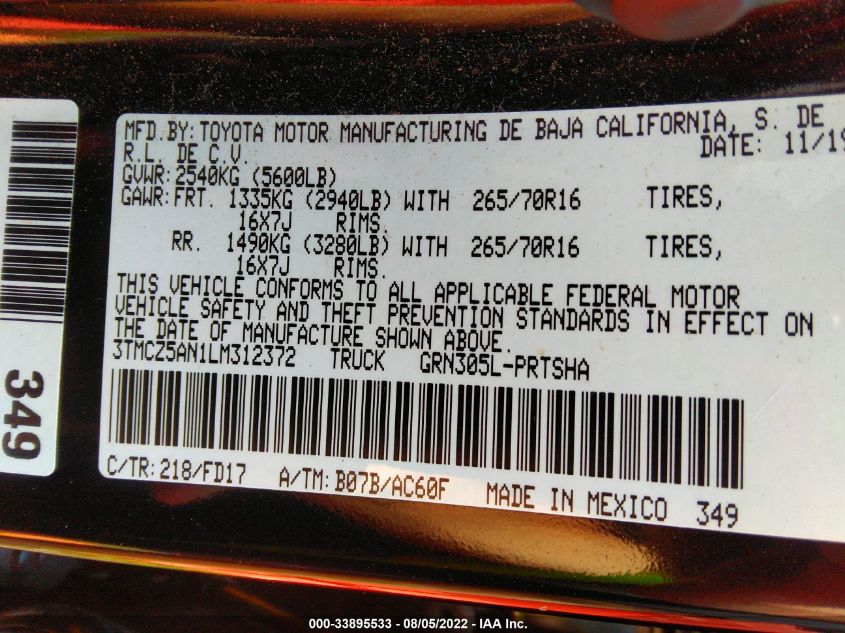 MFD.BY:TOYOTA MOTOR MANUFACTURING DE BAJA CALIFORNIA, S. DE
R.L. DE C.V. DATE: 11/19
GVWR:2540KG (5600LB)
GAWR:FRT. 1335KG (2940LB) WITH 265/70R16 TIRES,
16X7J RIMS.
RR. 1490KG (3280LB) WITH 265/70R16 TIRES,
16X7J RIMS.
THIS VEHICLE CONFORMS TO ALL APPLICABLE FEDERAL MOTOR
VEHICLE SAFETY AND THEFT PREVENTION STANDARDS IN EFFECT ON
THE DATE OF MANUFACTURE SHOWN ABOVE.
3TMCZ5AN1LM312372 TRUCK GRN305L-PRTSHA
C/TR:218/FD17 A/TM:B07B/AC60F MADE IN MEXICO 349
349
000-33895533 - 08/05/2022 - IAA Inc.